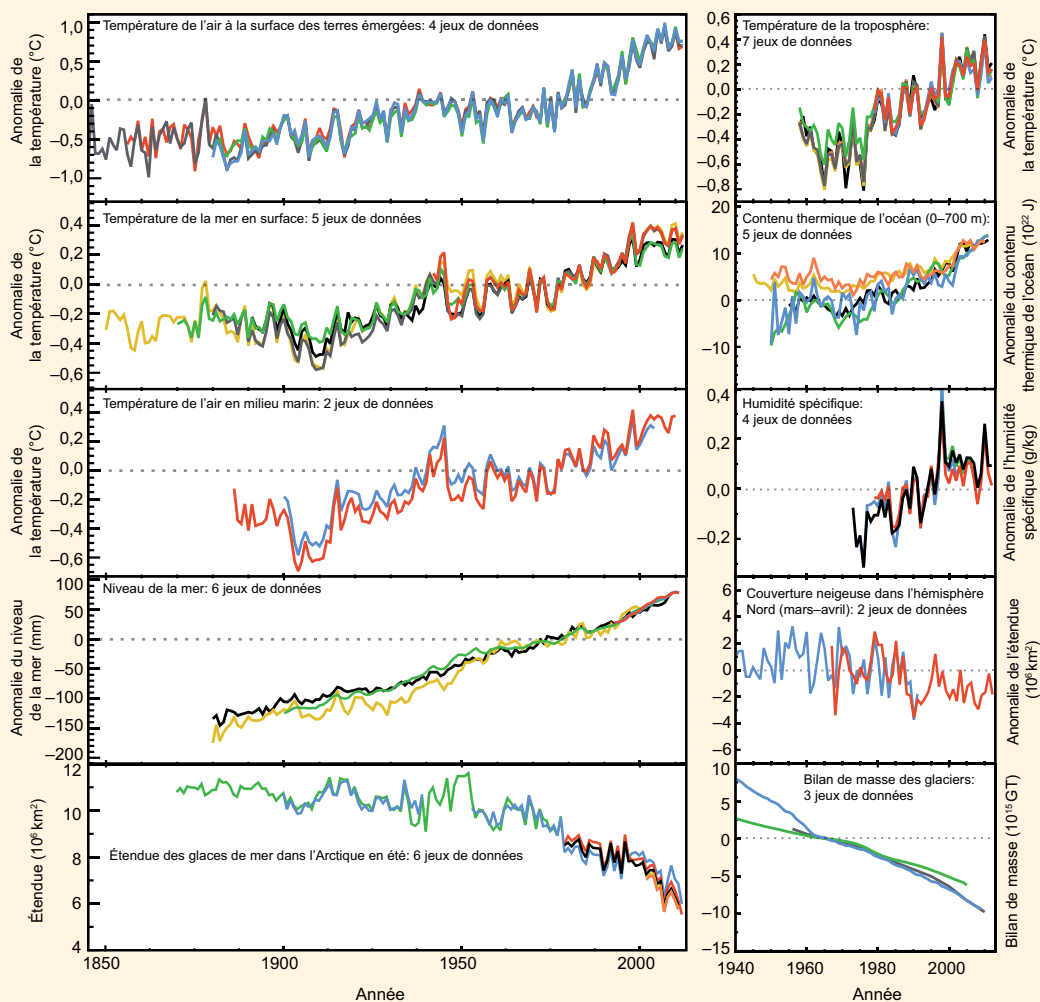 Température de l'air à la surface des terres émergées: 4 jeux de données
1,0
0,5
0,0
–0,5
–1,0
Anomalie de
la température (°C)
Température de la mer en surface: 5 jeux de données
0,4
0,2
0,0
–0,2
–0,4
–0,6
Anomalie de
la température (°C)
Température de l'air en milieu marin: 2 jeux de données
0,4
0,2
0,0
–0,2
–0,4
–0,6
Anomalie de
la température (°C)
Niveau de la mer: 6 jeux de données
100
50
0
–50
–100
–150
–200
Anomalie du niveau
de la mer (mm)
12
10
8
6
4
Étendue (10⁶ km²)
Étendue des glaces de mer dans l'Arctique en été: 6 jeux de données
1850
1900
1950
2000
Année
Température de la troposphère:
7 jeux de données
0,6
0,4
0,2
0,0
–0,2
–0,4
–0,6
–0,8
Anomalie de
la température (°C)
Contenu thermique de l'océan (0–700 m):
5 jeux de données
20
10
0
–10
Anomalie du contenu
thermique de l'océan (10²² J)
Humidité spécifique:
4 jeux de données
0,4
0,2
0,0
–0,2
Anomalie de l'humidité
spécifique (g/kg)
Couverture neigeuse dans l'hémisphère
Nord (mars–avril): 2 jeux de données
6
4
2
0
–2
–4
–6
Anomalie de l'étendue
(10⁶ km²)
Bilan de masse des glaciers:
3 jeux de données
10
5
0
–5
–10
–15
Bilan de masse (10¹⁵ GT)
1940
1960
1980
2000
Année